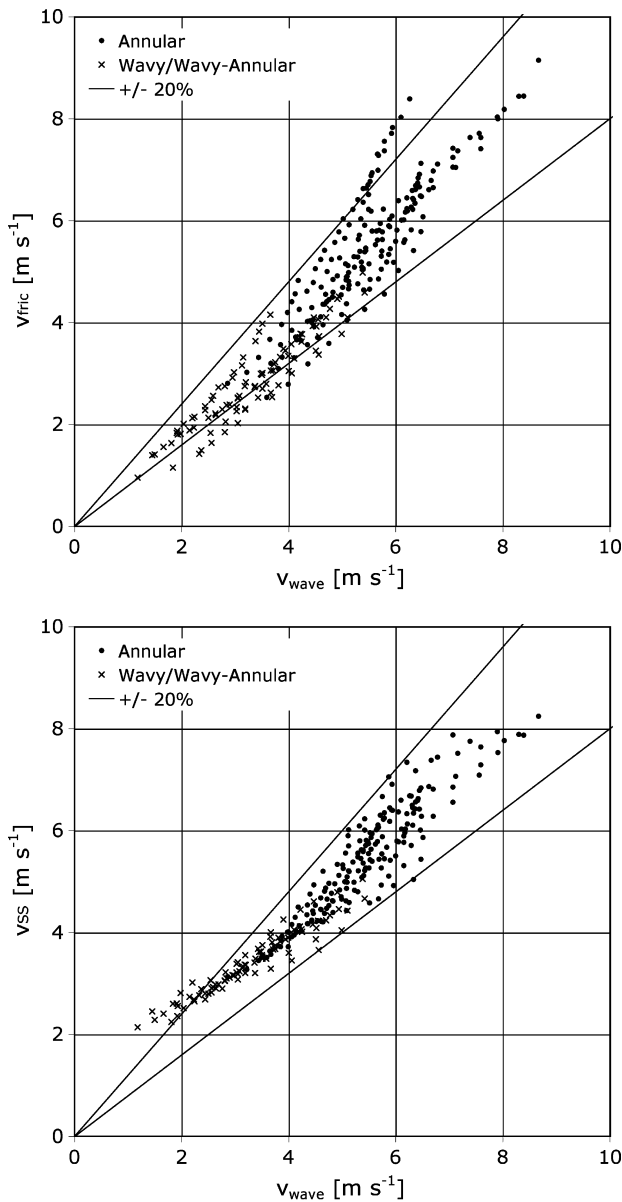 10
8
6
4
2
0
0 2 4 6 8 10
Annular
Wavy/Wavy-Annular
+/- 20%
vfric [m s-1]
vwave [m s-1]
10
8
6
4
2
0
0 2 4 6 8 10
Annular
Wavy/Wavy-Annular
+/- 20%
vSS [m s-1]
vwave [m s-1]